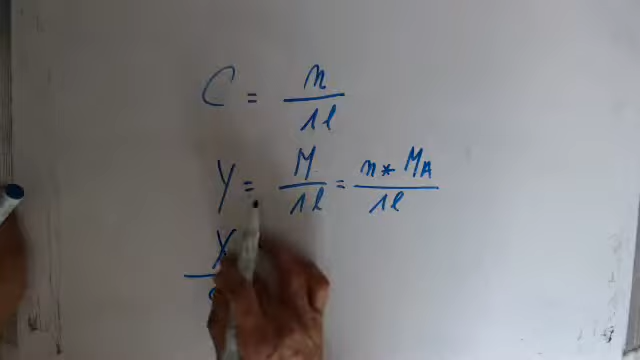 C = n / 1l
γ = M / 1l = n * MA / 1l
γ